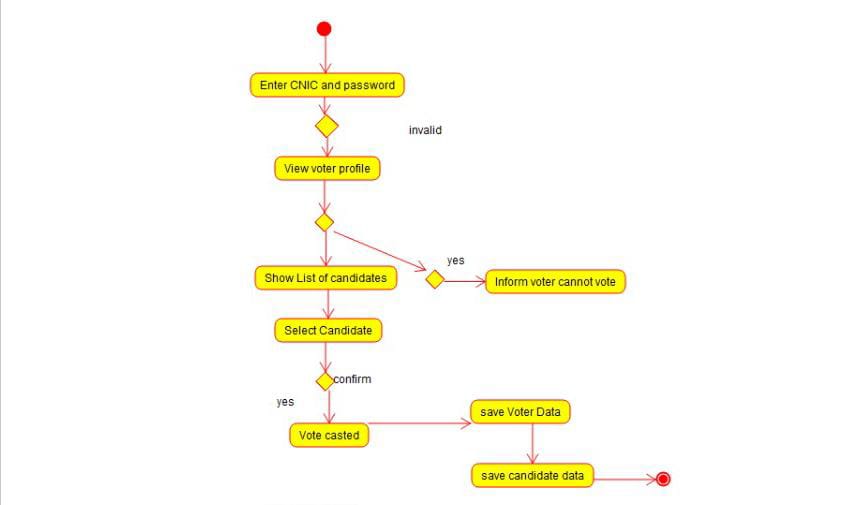 Enter CNIC and password
invalid
View voter profile
yes
Show List of candidates
Inform voter cannot vote
Select Candidate
confirm
yes
save Voter Data
Vote casted
save candidate data